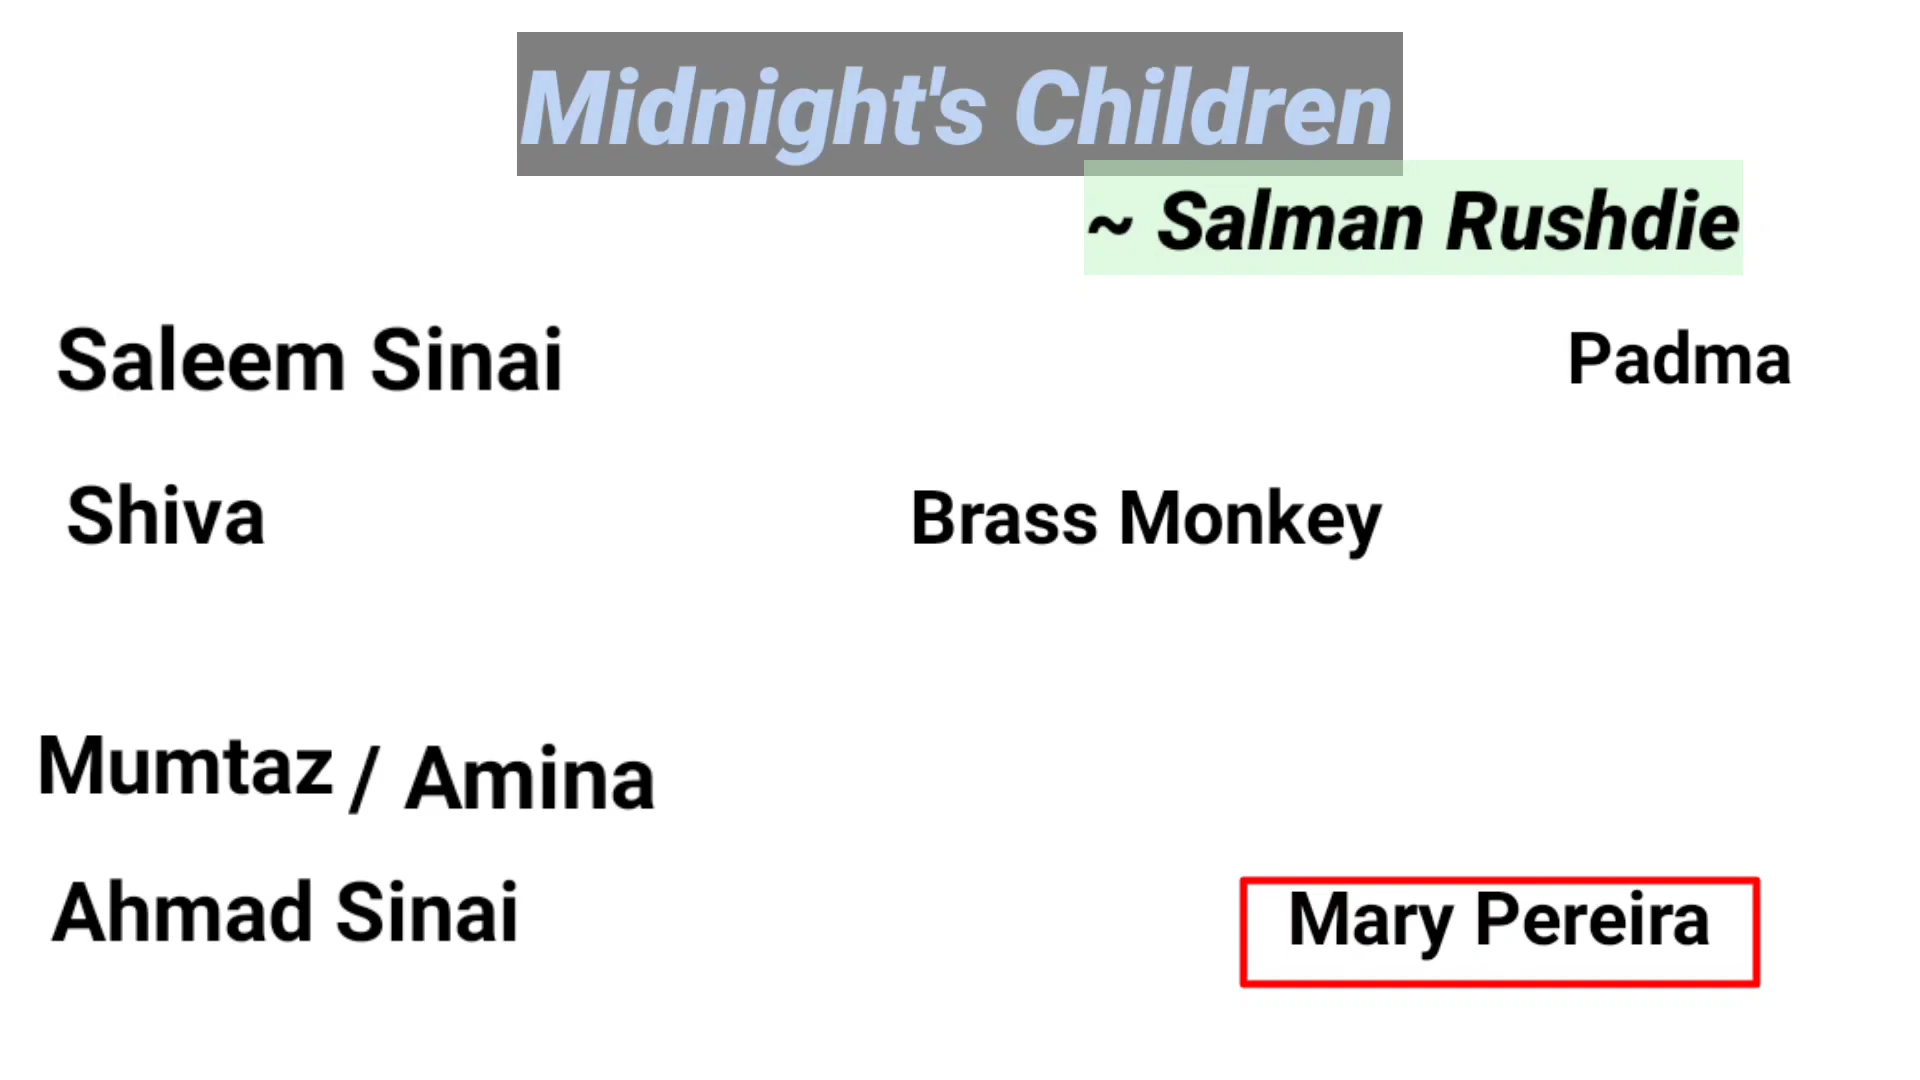 Midnight's Children
~ Salman Rushdie
Saleem Sinai
Padma
Shiva
Brass Monkey
Mumtaz / Amina
Ahmad Sinai
Mary Pereira